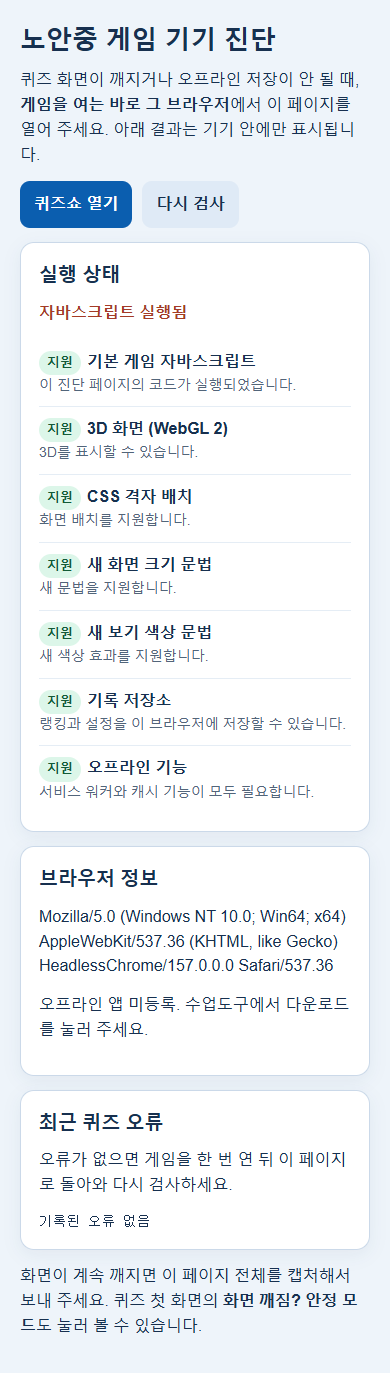 노안중 게임 기기 진단
퀴즈 화면이 깨지거나 오프라인 저장이 안 될 때,
게임을 여는 바로 그 브라우저에서 이 페이지를
열어 주세요. 아래 결과는 기기 안에만 표시됩니
다.
퀴즈쇼 열기
다시 검사
실행 상태
자바스크립트 실행됨
지원 기본 게임 자바스크립트
이 진단 페이지의 코드가 실행되었습니다.
지원 3D 화면 (WebGL 2)
3D를 표시할 수 있습니다.
지원 CSS 격자 배치
화면 배치를 지원합니다.
지원 새 화면 크기 문법
새 문법을 지원합니다.
지원 새 보기 색상 문법
새 색상 효과를 지원합니다.
지원 기록 저장소
랭킹과 설정을 이 브라우저에 저장할 수 있습니다.
지원 오프라인 기능
서비스 워커와 캐시 기능이 모두 필요합니다.
브라우저 정보
Mozilla/5.0 (Windows NT 10.0; Win64; x64)
AppleWebKit/537.36 (KHTML, like Gecko)
HeadlessChrome/157.0.0.0 Safari/537.36
오프라인 앱 미등록. 수업도구에서 다운로드
를 눌러 주세요.
최근 퀴즈 오류
오류가 없으면 게임을 한 번 연 뒤 이 페이지
로 돌아와 다시 검사하세요.
기록된 오류 없음
화면이 계속 깨지면 이 페이지 전체를 캡처해서
보내 주세요. 퀴즈 첫 화면의 화면 깨짐? 안정 모
드도 눌러 볼 수 있습니다.